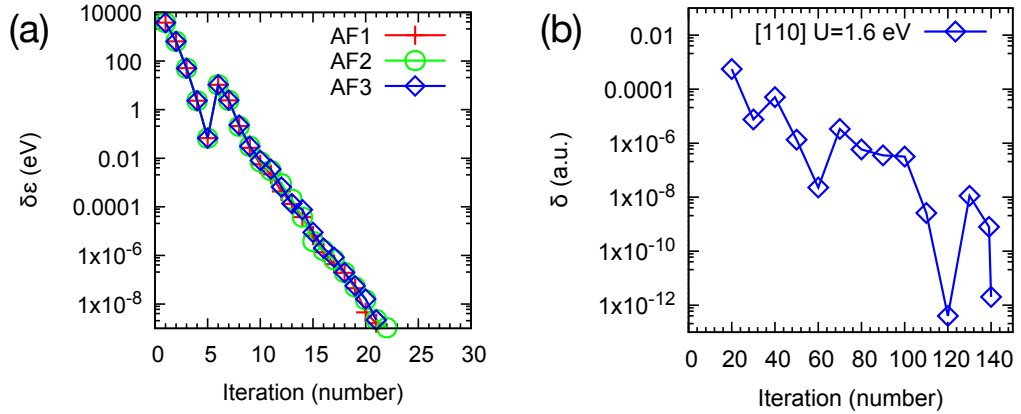 (a)
δε (eV)
10000
100
1
0.01
0.0001
1x10⁻⁶
1x10⁻⁸
AF1
AF2
AF3
0 5 10 15 20 25 30
Iteration (number)
(b)
δ (a.u.)
0.01
0.0001
1x10⁻⁶
1x10⁻⁸
1x10⁻¹⁰
1x10⁻¹²
[110] U=1.6 eV
20 40 60 80 100 120 140
Iteration (number)